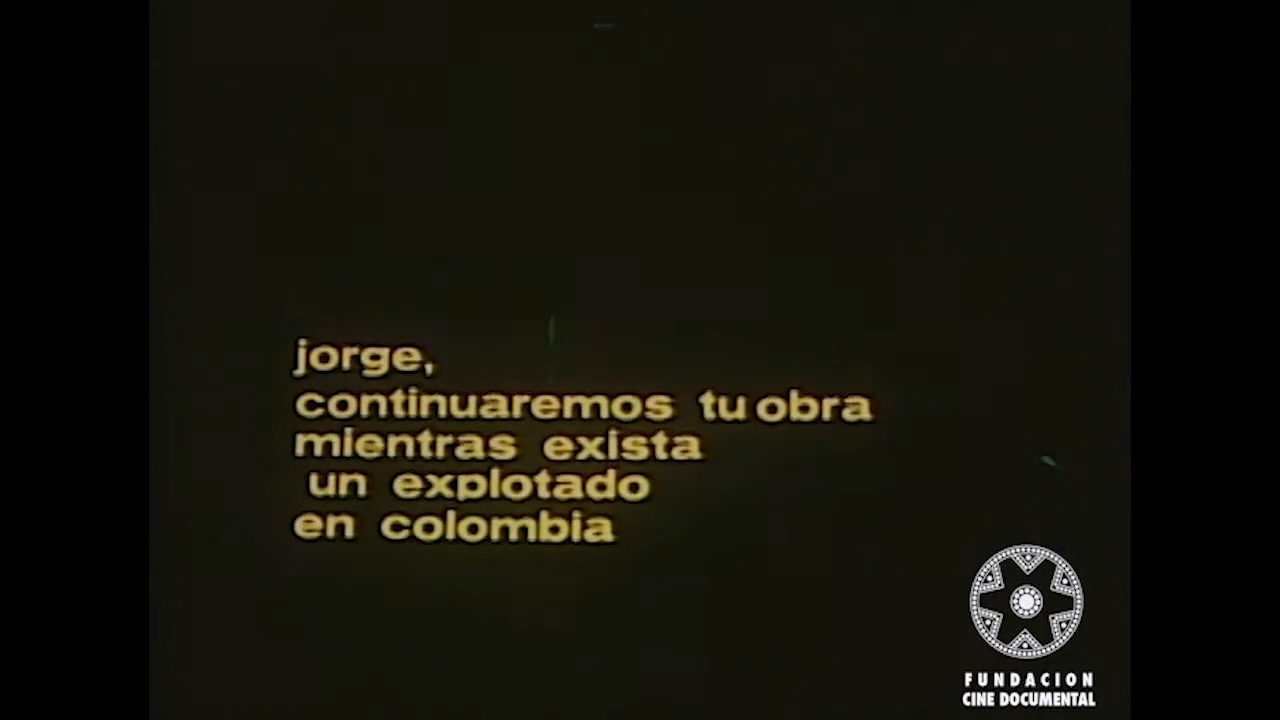 jorge,
continuaremos tu obra
mientras exista
un explotado
en colombia
FUNDACION
CINE DOCUMENTAL